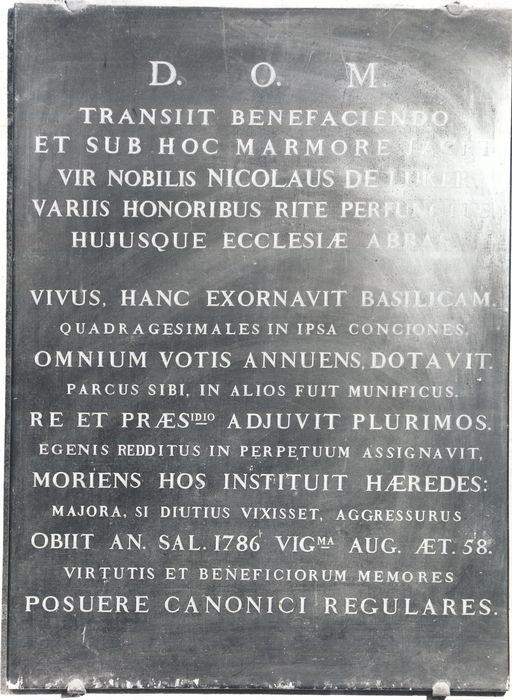 D. O. M.
TRANSIIT BENEFACIENDO
ET SUB HOC MARMORE JACET
VIR NOBILIS NICOLAUS DE
VARIIS HONORIBUS RITE PERFUNCTUS
HUJUSQUE ECCLESIÆ ABBAS
VIVUS, HANC EXORNAVIT BASILICAM.
QUADRAGESIMALES IN IPSA CONCIONES,
OMNIUM VOTIS ANNUENS, DOTAVIT.
PARCUS SIBI, IN ALIOS FUIT MUNIFICUS.
RE ET PRÆSIDIO ADJUVIT PLURIMOS.
EGENIS REDDITUS IN PERPETUUM ASSIGNAVIT,
MORIENS HOS INSTITUIT HÆREDES:
MAJORA, SI DIUTIUS VIXISSET, AGGRESSURUS
OBIIT AN. SAL. 1786 VIGMA AUG. ÆT. 58.
VIRTUTIS ET BENEFICIORUM MEMORES
POSUERE CANONICI REGULARES.